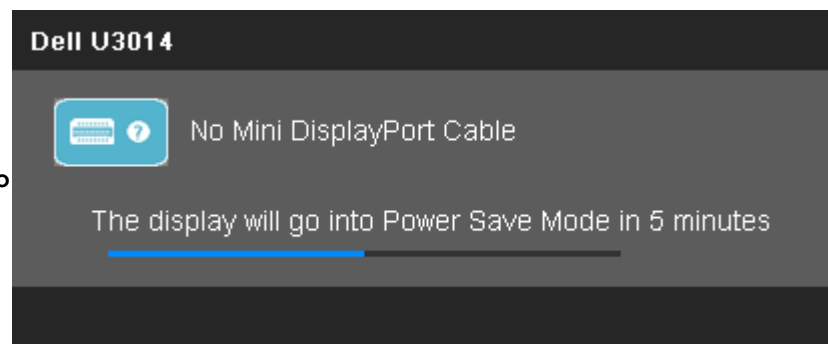 Dell U3014
?
No Mini DisplayPort Cable
o
The display will go into Power Save Mode in 5 minutes